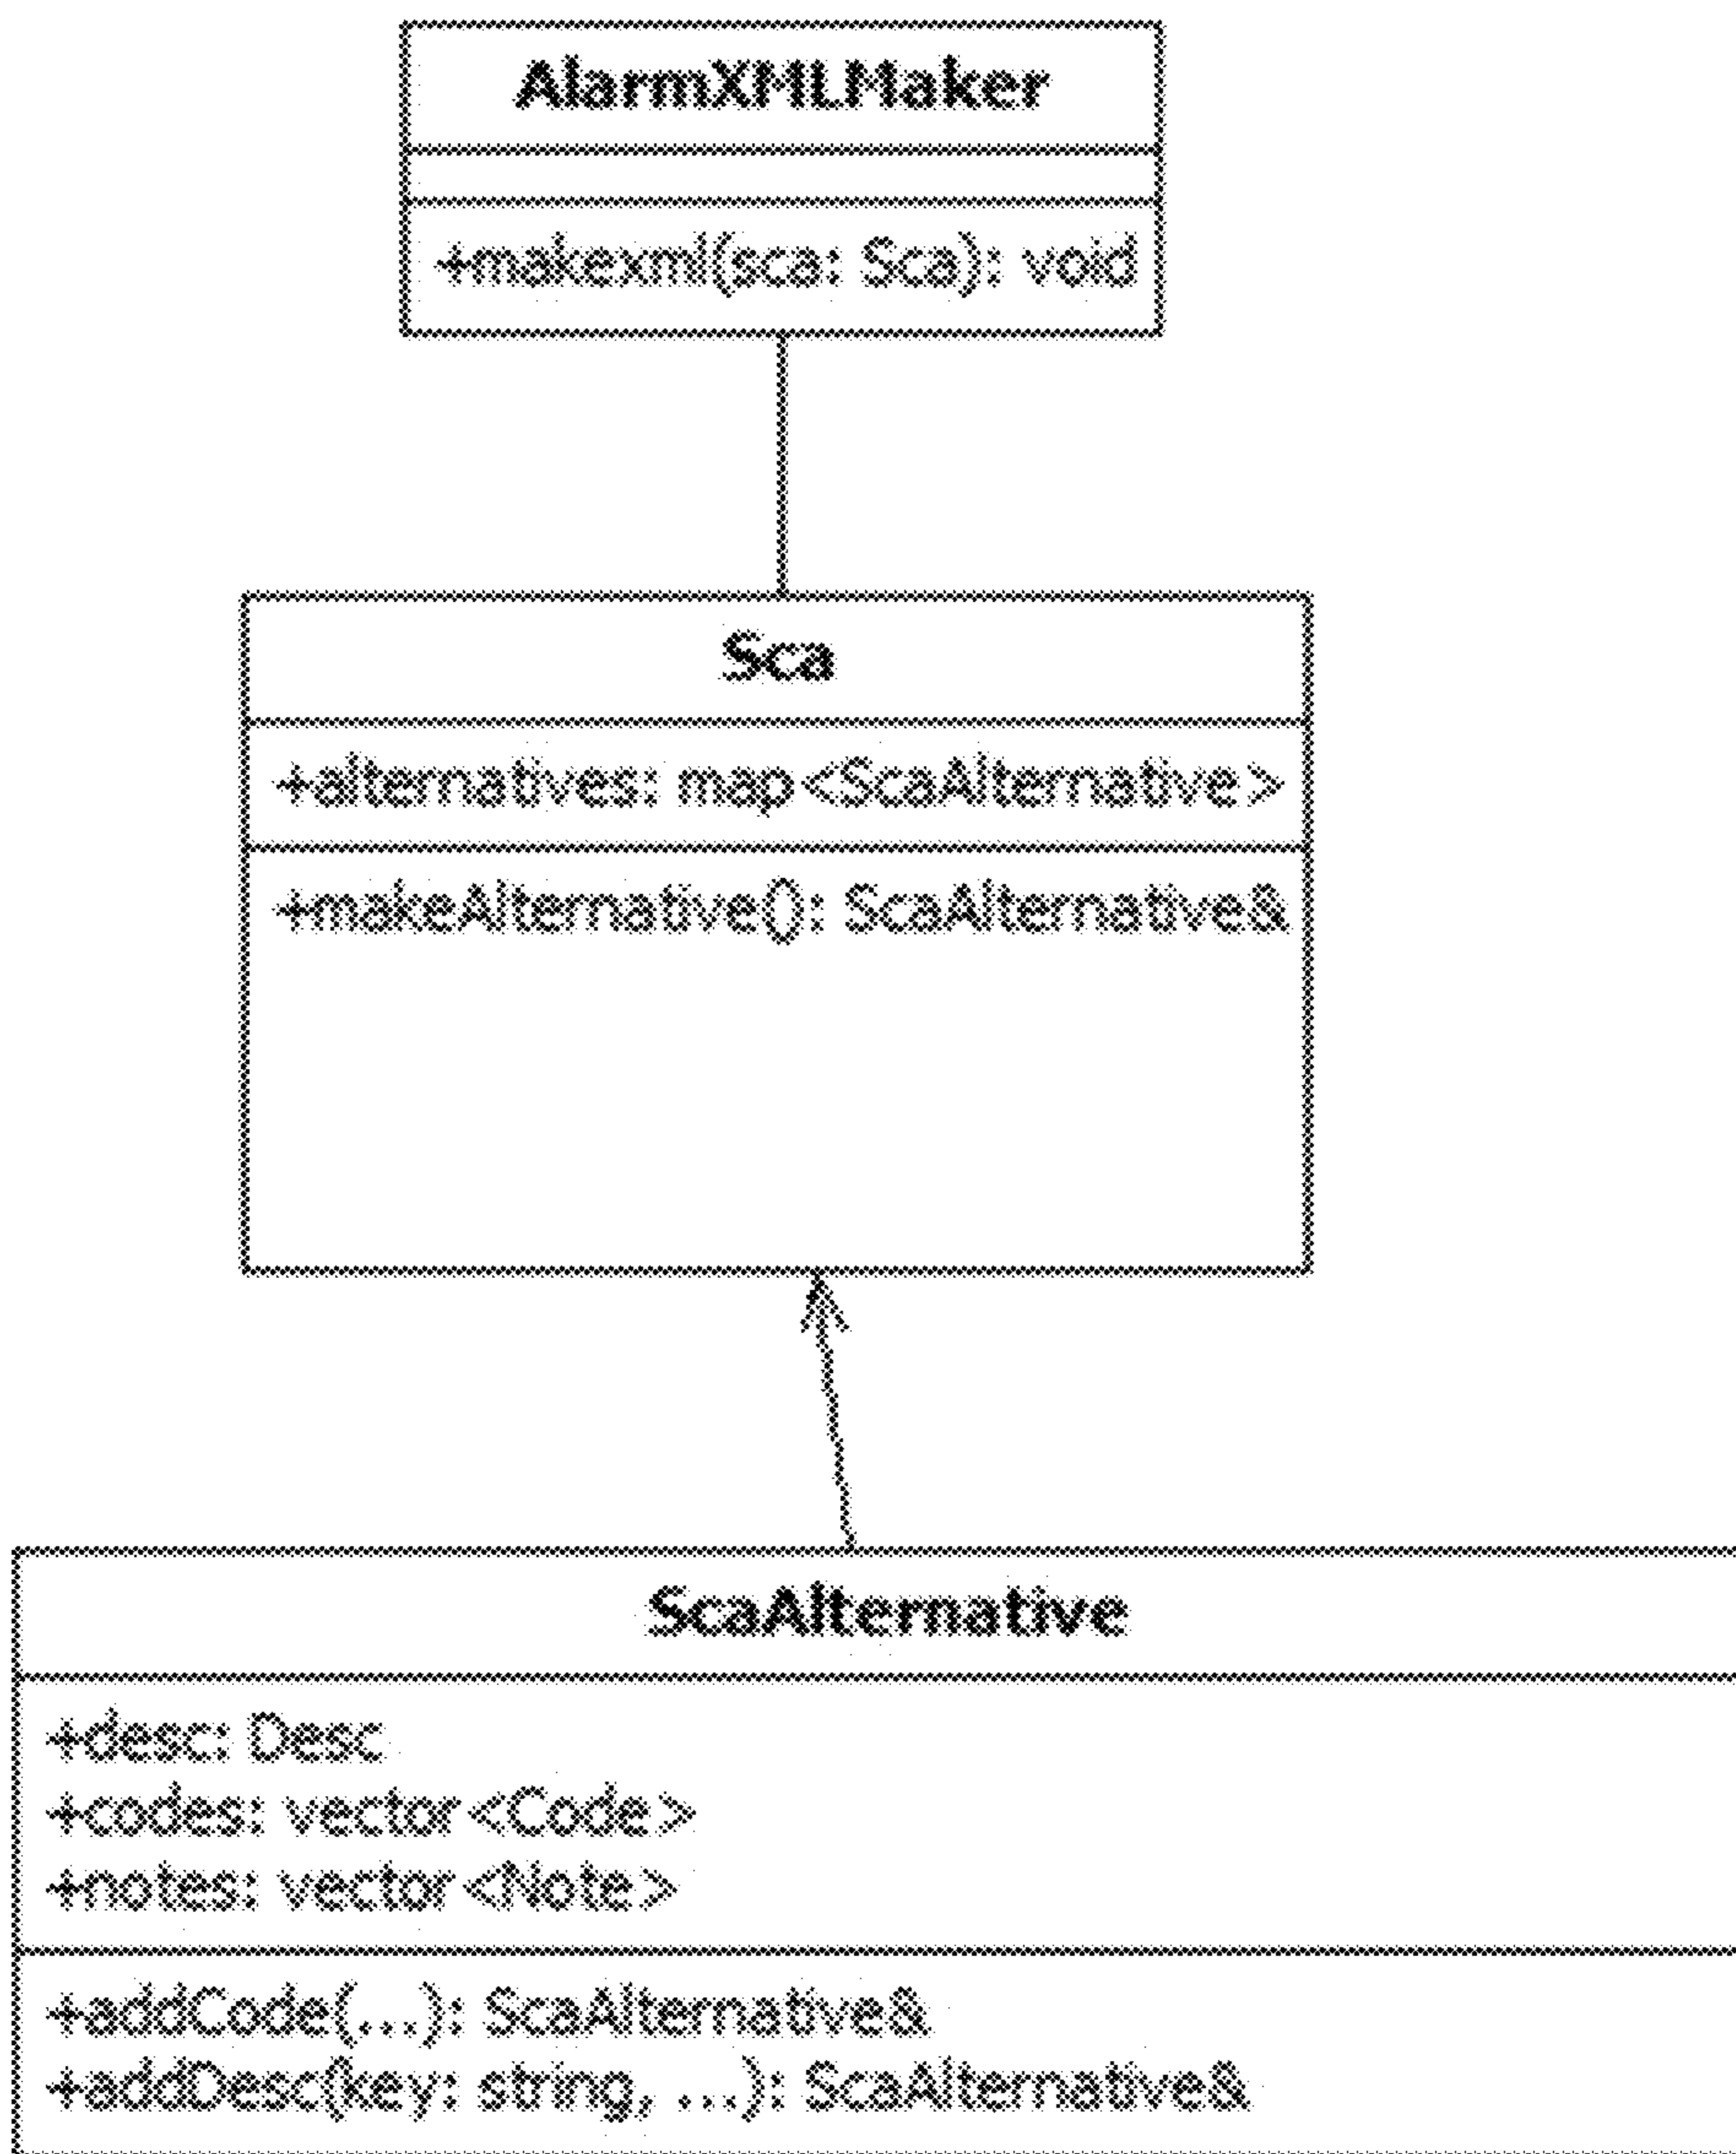 AlarmXMLMaker
+makexml(sca: Sca): void
Sca
+alternatives: map<ScaAlternative>
+makeAlternative(): ScaAlternative&
ScaAlternative
+desc: Desc
+codes: vector<Code>
+notes: vector<Note>
+addCode(...): ScaAlternative&
+addDesc(key: string, ...): ScaAlternative&